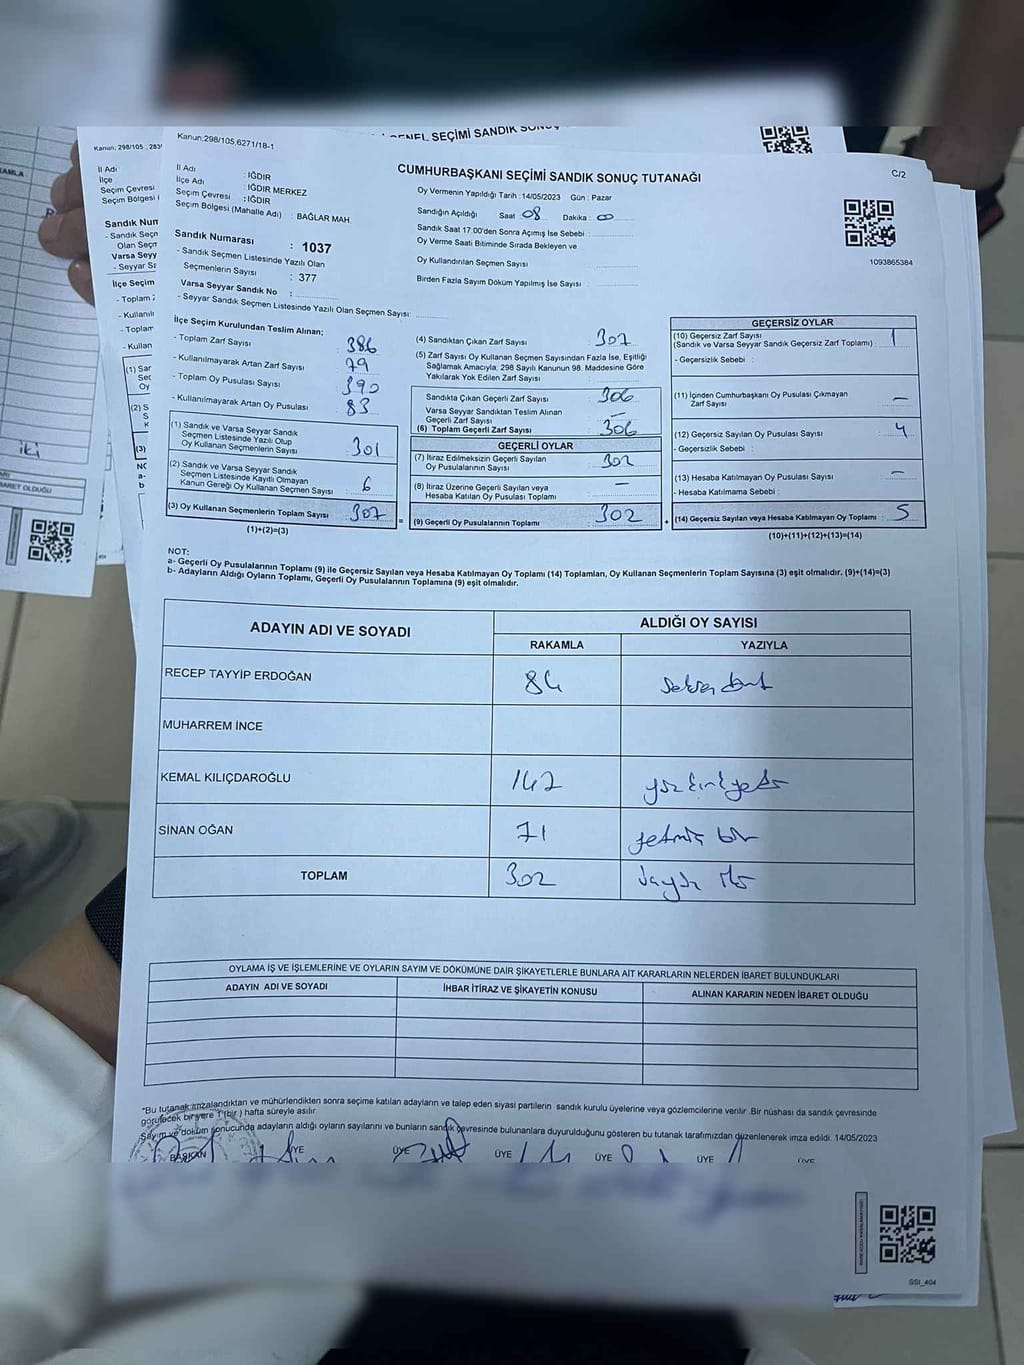 GENEL SEÇİMİ SANDIK SONUÇ
Kanun: 298/105
Kanun:298/105.6271/18-1
C/2
CUMHURBAŞKANI SEÇİMİ SANDIK SONUÇ TUTANAĞI
İl Adı : IĞDIR
İlçe Adı : IĞDIR MERKEZ
Seçim Çevresi : IĞDIR
Seçim Bölgesi (Mahalle Adı) : BAĞLAR MAH.
Sandık Numarası : 1037
- Sandık Seçmen Listesinde Yazılı Olan
Seçmenlerin Sayısı : 377
Varsa Seyyar Sandık No :
- Seyyar Sandık Seçmen Listesinde Yazılı Olan Seçmen Sayısı:
Oy Vermenin Yapıldığı Tarih :14/05/2023 Gün : Pazar
Sandığın Açıldığı Saat 08 Dakika : 00
Sandık Saat 17:00'den Sonra Açımış İse Sebebi :
Oy Verme Saati Bitiminde Sırada Bekleyen ve
Oy Kullandırılan Seçmen Sayısı :
Birden Fazla Sayım Döküm Yapılmış İse Sayısı :
1093865384
İlçe Seçim Kurulundan Teslim Alınan;
- Toplam Zarf Sayısı : 386
- Kullanılmayarak Artan Zarf Sayısı : 79
- Toplam Oy Pusulası Sayısı : 390
- Kullanılmayarak Artan Oy Pusulası : 83
(1) Sandık ve Varsa Seyyar Sandık
Seçmen Listesinde Yazılı Olup
Oy Kullanan Seçmenlerin Sayısı : 301
(2) Sandık ve Varsa Seyyar Sandık
Seçmen Listesinde Kayıtlı Olmayan
Kanun Gereği Oy Kullanan Seçmen Sayısı : 6
(3) Oy Kullanan Seçmenlerin Toplam Sayısı : 307
(1)+(2)=(3)
(4) Sandıktan Çıkan Zarf Sayısı : 307
(5) Zarf Sayısı Oy Kullanan Seçmen Sayısından Fazla İse, Eşitliği
Sağlamak Amacıyla; 298 Sayılı Kanunun 98. Maddesine Göre
Yakılarak Yok Edilen Zarf Sayısı :
Sandıkta Çıkan Geçerli Zarf Sayısı : 306
Varsa Seyyar Sandıktan Teslim Alınan
Geçerli Zarf Sayısı : –
(6) Toplam Geçerli Zarf Sayısı : 306
GEÇERLİ OYLAR
(7) İtiraz Edilmeksizin Geçerli Sayılan
Oy Pusulalarının Sayısı : 302
(8) İtiraz Üzerine Geçerli Sayılan veya
Hesaba Katılan Oy Pusulası Toplamı : –
(9) Geçerli Oy Pusulalarının Toplamı : 302
GEÇERSİZ OYLAR
(10) Geçersiz Zarf Sayısı
(Sandık ve Varsa Seyyar Sandık Geçersiz Zarf Toplamı) : 1
- Geçersizlik Sebebi :
(11) İçinden Cumhurbaşkanı Oy Pusulası Çıkmayan
Zarf Sayısı : –
(12) Geçersiz Sayılan Oy Pusulası Sayısı : 4
- Geçersizlik Sebebi :
(13) Hesaba Katılmayan Oy Pusulası Sayısı : –
- Hesaba Katılmama Sebebi :
(14) Geçersiz Sayılan veya Hesaba Katılmayan Oy Toplamı : 5
(10)+(11)+(12)+(13)=(14)
NOT:
a- Geçerli Oy Pusulalarının Toplamı (9) ile Geçersiz Sayılan veya Hesaba Katılmayan Oy Toplamı (14) Toplamları, Oy Kullanan Seçmenlerin Toplam Sayısına (3) eşit olmalıdır. (9)+(14)=(3)
b- Adayların Aldığı Oyların Toplamı, Geçerli Oy Pusulalarının Toplamına (9) eşit olmalıdır.
ADAYIN ADI VE SOYADI ALDIĞI OY SAYISI
RAKAMLA YAZIYLA
RECEP TAYYİP ERDOĞAN 84 seksen dört
MUHARREM İNCE
KEMAL KILIÇDAROĞLU 147 yüz kırk yedi
SİNAN OĞAN 71 yetmiş bir
TOPLAM 302
OYLAMA İŞ VE İŞLEMLERİNE VE OYLARIN SAYIM VE DÖKÜMÜNE DAİR ŞİKAYETLERLE BUNLARA AİT KARARLARIN NELERDEN İBARET BULUNDUKLARI
ADAYIN ADI VE SOYADI İHBAR İTİRAZ VE ŞİKAYETİN KONUSU ALINAN KARARIN NEDEN İBARET OLDUĞU
"Bu tutanak imzalandıktan ve mühürlendikten sonra seçime katılan adayların ve talep eden siyasi partilerin sandık kurulu üyelerine veya gözlemcilerine verilir .Bir nüshası da sandık çevresinde
görülecek bir yere 1 (bir ) hafta süreyle asılır.
Sayım ve döküm sonucunda adayların aldığı oyların sayılarını ve bunların sandık çevresinde bulunanlara duyurulduğunu gösteren bu tutanak tarafımızdan düzenlenerek imza edildi. 14/05/2023
BAŞKAN ÜYE ÜYE ÜYE ÜYE ÜYE ÜYE
SSI_404